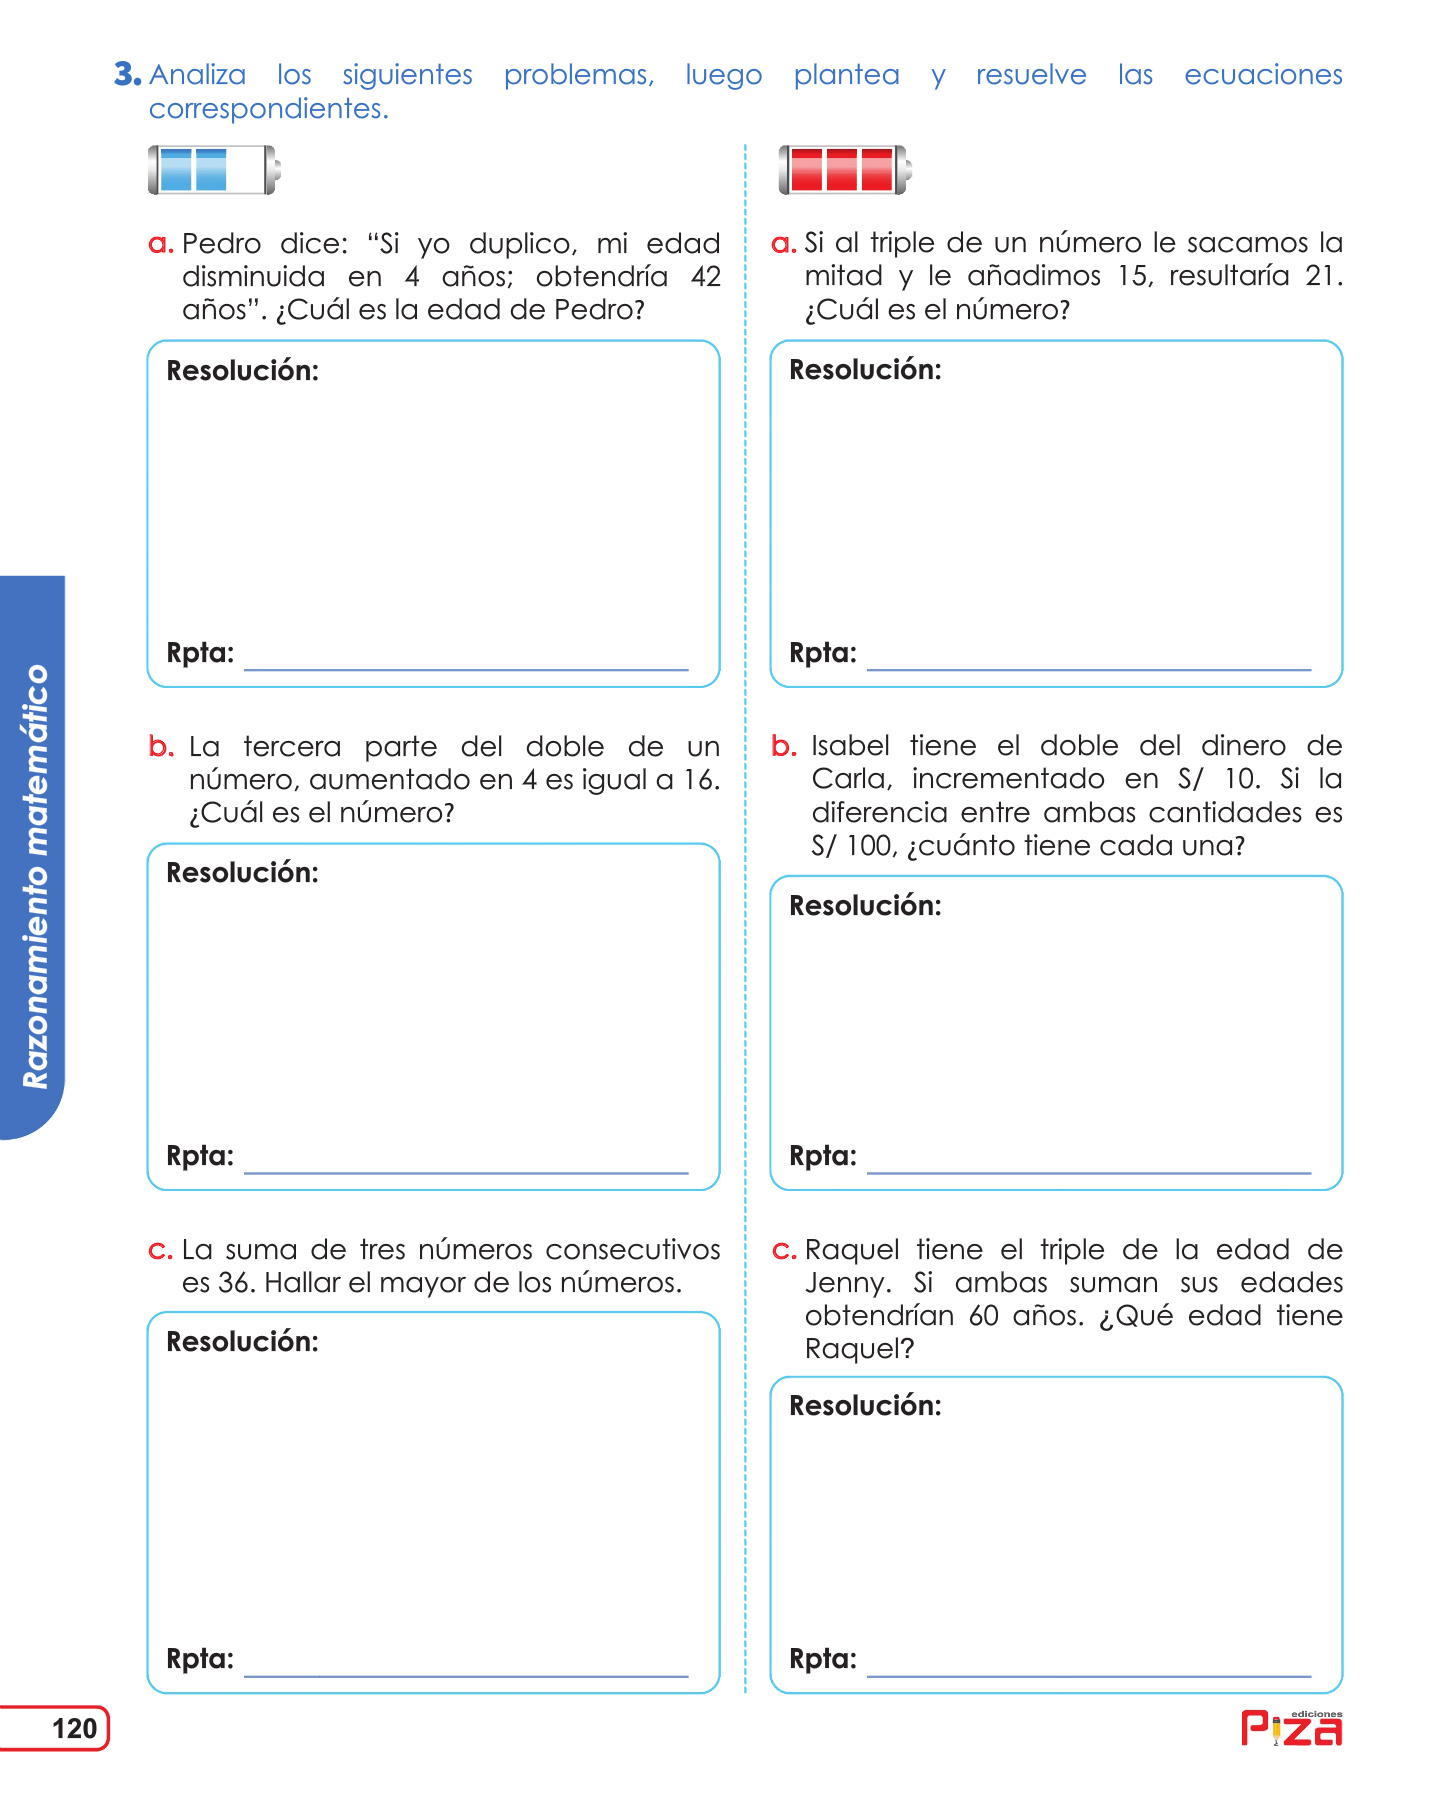 3. Analiza los siguientes problemas, luego plantea y resuelve las ecuaciones
correspondientes.
a. Pedro dice: “Si yo duplico, mi edad
disminuida en 4 años; obtendría 42
años”. ¿Cuál es la edad de Pedro?
Resolución:
Rpta:
b. La tercera parte del doble de un
número, aumentado en 4 es igual a 16.
¿Cuál es el número?
Resolución:
Rpta:
c. La suma de tres números consecutivos
es 36. Hallar el mayor de los números.
Resolución:
Rpta:
a. Si al triple de un número le sacamos la
mitad y le añadimos 15, resultaría 21.
¿Cuál es el número?
Resolución:
Rpta:
b. Isabel tiene el doble del dinero de
Carla, incrementado en S/ 10. Si la
diferencia entre ambas cantidades es
S/ 100, ¿cuánto tiene cada una?
Resolución:
Rpta:
c. Raquel tiene el triple de la edad de
Jenny. Si ambas suman sus edades
obtendrían 60 años. ¿Qué edad tiene
Raquel?
Resolución:
Rpta:
Razonamiento matemático
120
ediciones
Piza